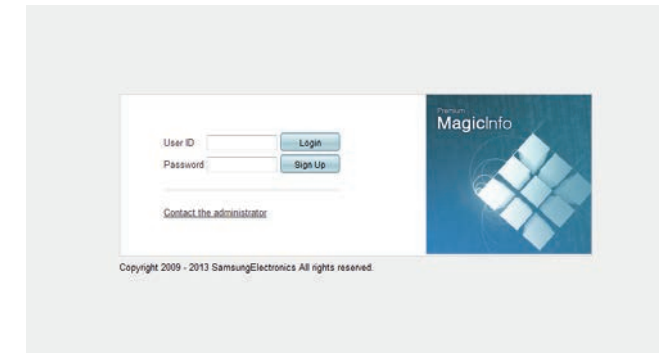 Premium
MagicInfo
User ID Login
Password Sign Up
Contact the administrator
Copyright 2009 - 2013 SamsungElectronics All rights reserved.